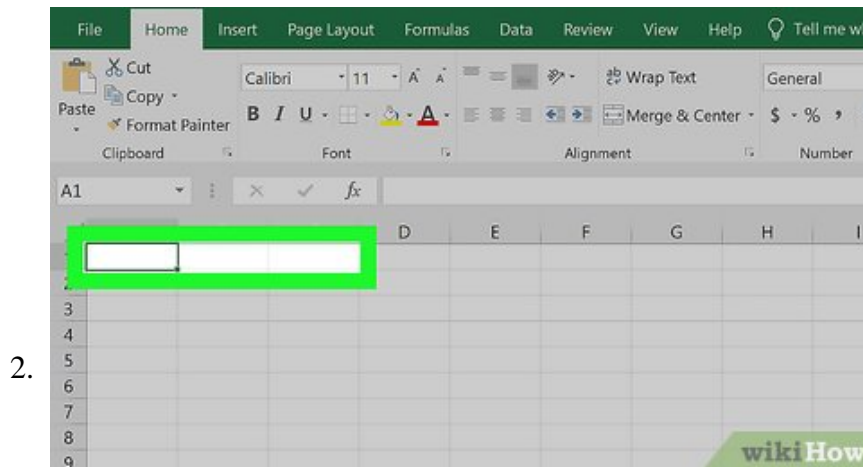 File Home Insert Page Layout Formulas Data Review View Help Tell me
Cut Calibri 11 A A Wrap Text General
Paste Copy
Format Painter B I U A Merge & Center $ % ,
Clipboard Font Alignment Number
A1 fx
D E F G H I
3
4
2. 5
6
7
8
9
wikiHow